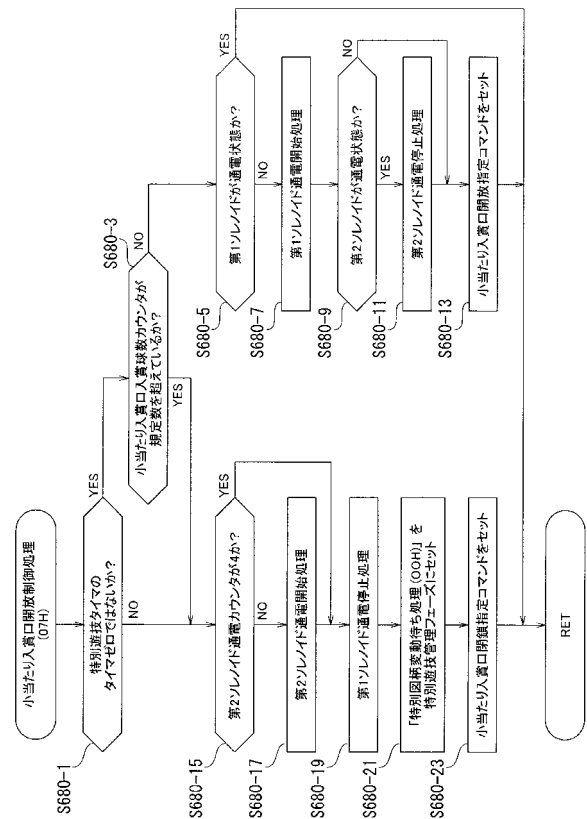 小当たり入賞口開放制御処理
(07H)
S680-1
特別遊技タイマの
タイマゼロではないか?
YES
NO
S680-3
小当たり入賞口入賞球数カウンタが
規定数を超えているか?
NO
YES
S680-5
第1ソレノイドが通電状態か?
YES
NO
S680-7
第1ソレノイド通電開始処理
S680-9
第2ソレノイドが通電状態か?
NO
YES
S680-11
第2ソレノイド通電停止処理
S680-13
小当たり入賞口開放指定コマンドをセット
S680-15
第2ソレノイド通電カウンタが4か?
YES
NO
S680-17
第2ソレノイド通電開始処理
S680-19
第1ソレノイド通電停止処理
S680-21
「特別図柄変動待ち処理(00H)」を
特別遊技管理フェーズにセット
S680-23
小当たり入賞口閉鎖指定コマンドをセット
RET